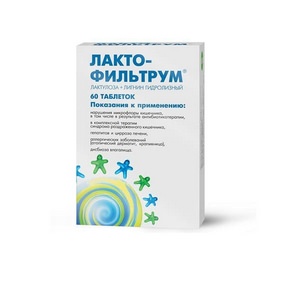 ЛАКТО-
ФИЛЬТРУМ®
ЛАКТУЛОЗА + ЛИГНИН ГИДРОЛИЗНЫЙ
60 ТАБЛЕТОК
Показания к применению:
нарушение микрофлоры кишечника,
в том числе в результате антибиотикотерапии,
в комплексной терапии
синдрома раздраженного кишечника,
гепатитов и цирроза печени,
аллергических заболеваний
(атопический дерматит, крапивница),
дисбиоза влагалища